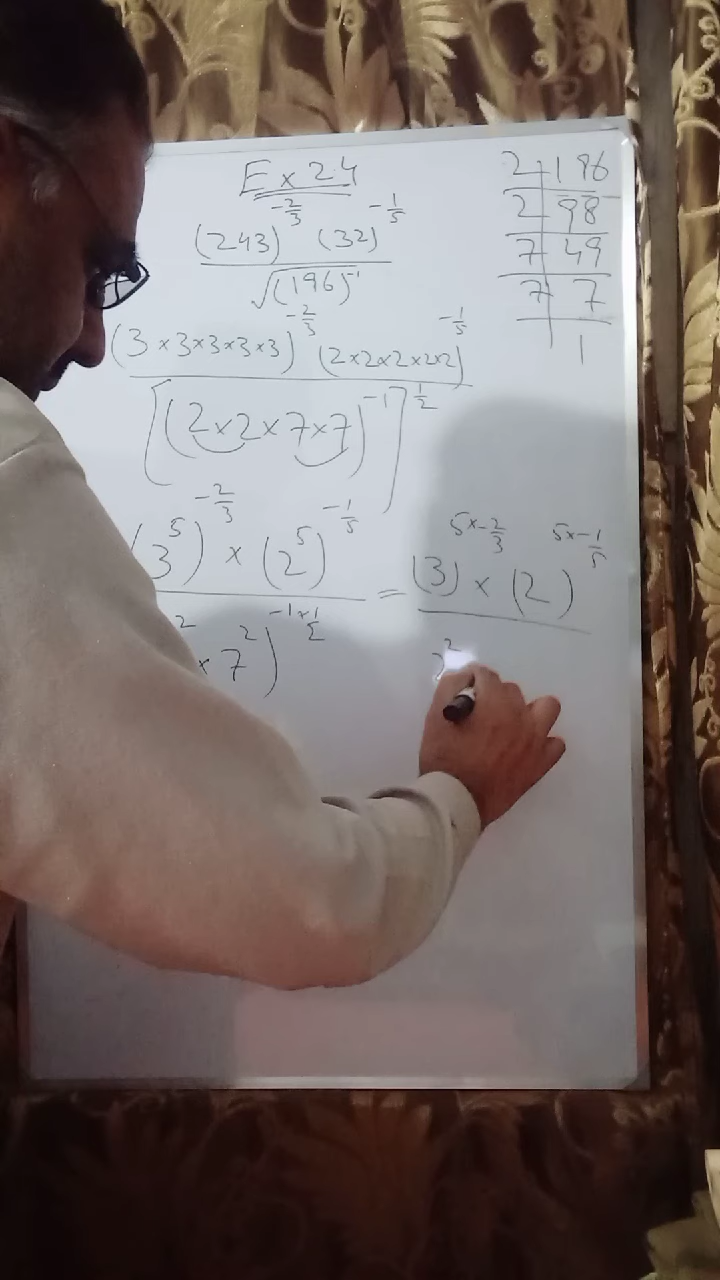 Ex 2.4
(243)^{-2/3} (32)^{-1/5}
√(196)^{-1}
(3×3×3×3×3)^{-2/3} (2×2×2×2×2)^{-1/5}
[(2×2×7×7)^{-1}]^{1/2}
(3^5)^{-2/3} × (2^5)^{-1/5} = (3)^{5×-2/3} × (2)^{5×-1/5}
^2 × 7^2)^{-1×1/2}
2 | 196
2 | 98
7 | 49
7 | 7
| 1